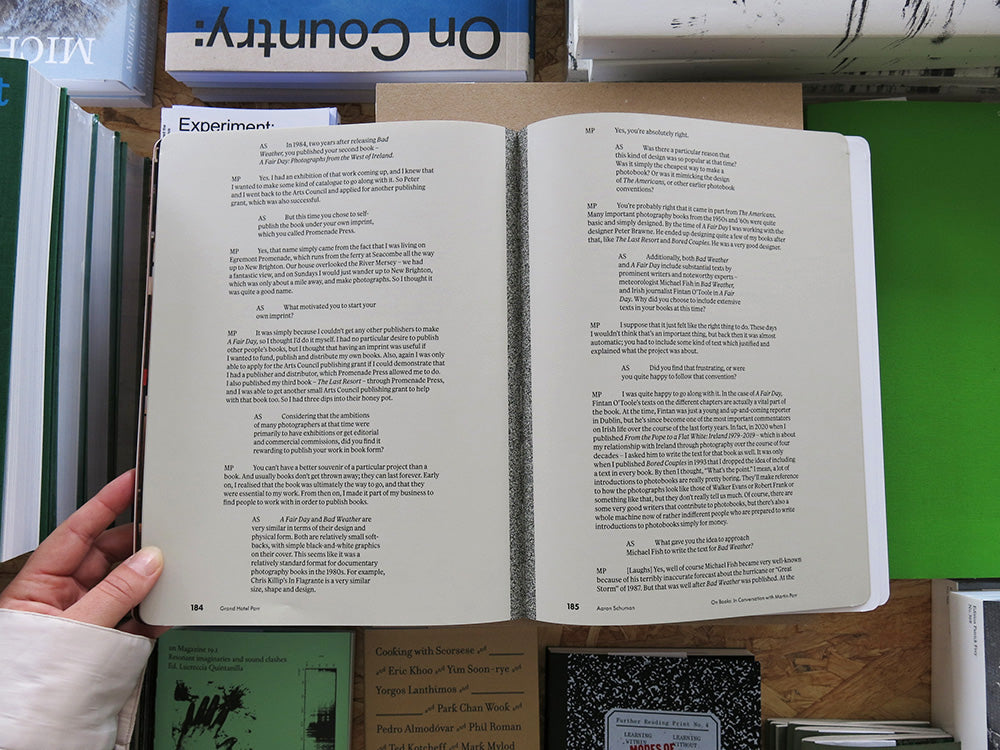 MICH
On Country:
Experiment:
AS In 1984, two years after releasing Bad
Weather, you published your second book –
A Fair Day: Photographs from the West of Ireland.
MP Yes, I had an exhibition of that work coming up, and I knew that
I wanted to make some kind of catalogue to go along with it. So Peter
and I went back to the Arts Council and applied for another publishing
grant, which was also successful.
AS But this time you chose to self-
publish the book under your own imprint,
which you called Promenade Press.
MP Yes, that name simply came from the fact that I was living on
Egremont Promenade, which runs from the ferry at Seacombe all the way
up to New Brighton. Our house overlooked the River Mersey – we had
a fantastic view, and on Sundays I would just wander up to New Brighton,
which was only about a mile away, and make photographs. So I thought it
was quite a good name.
AS What motivated you to start your
own imprint?
MP It was simply because I couldn't get any other publishers to make
A Fair Day, so I thought I'd do it myself. I had no particular desire to publish
other people's books, but I thought that having an imprint was useful if
I wanted to fund, publish and distribute my own books. Also, again I was only
able to apply for the Arts Council publishing grant if I could demonstrate that
I had a publisher and distributor, which Promenade Press allowed me to do.
I also published my third book – The Last Resort – through Promenade Press,
and I was able to get another small Arts Council publishing grant to help
with that book too. So I had three dips into their honey pot.
AS Considering that the ambitions
of many photographers at that time were
primarily to have exhibitions or get editorial
and commercial commissions, did you find it
rewarding to publish your work in book form?
MP You can't have a better souvenir of a particular project than a
book. And usually books don't get thrown away; they can last forever. Early
on, I realised that the book was ultimately the way to go, and that they
were essential to my work. From then on, I made it part of my business to
find people to work with in order to publish books.
AS A Fair Day and Bad Weather are
very similar in terms of their design and
physical form. Both are relatively small soft-
backs, with simple black-and-white graphics
on their cover. This seems like it was a
relatively standard format for documentary
photography books in the 1980s. For example,
Chris Killip's In Flagrante is a very similar
size, shape and design.
184 Grand Hotel Parr
MP Yes, you're absolutely right.
AS Was there a particular reason that
this kind of design was so popular at that time?
Was it simply the cheapest way to make a
photobook? Or was it mimicking the design
of The Americans, or other earlier photobook
conventions?
MP You're probably right that it came in part from The Americans.
Many important photography books from the 1950s and '60s were quite
basic and simply designed. By the time of A Fair Day I was working with the
designer Peter Brawne. He ended up designing quite a few of my books after
that, like The Last Resort and Bored Couples. He was a very good designer.
AS Additionally, both Bad Weather
and A Fair Day include substantial texts by
prominent writers and noteworthy experts –
meteorologist Michael Fish in Bad Weather,
and Irish journalist Fintan O'Toole in A Fair
Day. Why did you choose to include extensive
texts in your books at this time?
MP I suppose that it just felt like the right thing to do. These days
I wouldn't think that's an important thing, but back then it was almost
automatic; you had to include some kind of text which justified and
explained what the project was about.
AS Did you find that frustrating, or were
you quite happy to follow that convention?
MP I was quite happy to go along with it. In the case of A Fair Day,
Fintan O'Toole's texts on the different chapters are actually a vital part of
the book. At the time, Fintan was just a young and up-and-coming reporter
in Dublin, but he's since become one of the most important commentators
on Irish life over the course of the last forty years. In fact, in 2020 when I
published From the Pope to a Flat White: Ireland 1979–2019 – which is about
my relationship with Ireland through photography over the course of four
decades – I asked him to write the text for that book as well. It was only
when I published Bored Couples in 1993 that I dropped the idea of including
a text in every book. By then I thought, "What's the point." I mean, a lot of
introductions to photobooks are really pretty boring. They'll make reference
to how the photographs look like those of Walker Evans or Robert Frank or
something like that, but they don't really tell us much. Of course, there are
some very good writers that contribute to photobooks, but there's also a
whole machine now of rather indifferent people who are prepared to write
introductions to photobooks simply for money.
AS What gave you the idea to approach
Michael Fish to write the text for Bad Weather?
MP [Laughs] Yes, well of course Michael Fish became very well-known
because of his terribly inaccurate forecast about the hurricane or "Great
Storm" of 1987. But that was well after Bad Weather was published. At the
185 Aaron Schuman On Books: In Conversation with Martin Parr
on Magazine 19.1
Resonant imaginaries and sound clashes
Ed. Lucreccia Quintanilla
Cooking with Scorsese and
and Eric Khoo and Yim Soon-rye and
Yorgos Lanthimos and
and Park Chan Wook and
Pedro Almodóvar and Phil Roman
and Ted Kotcheff and Mark Mylod
Further Reading Print No. 4
LEARNING LEARNING
WITHIN WITHOUT
MODES OF